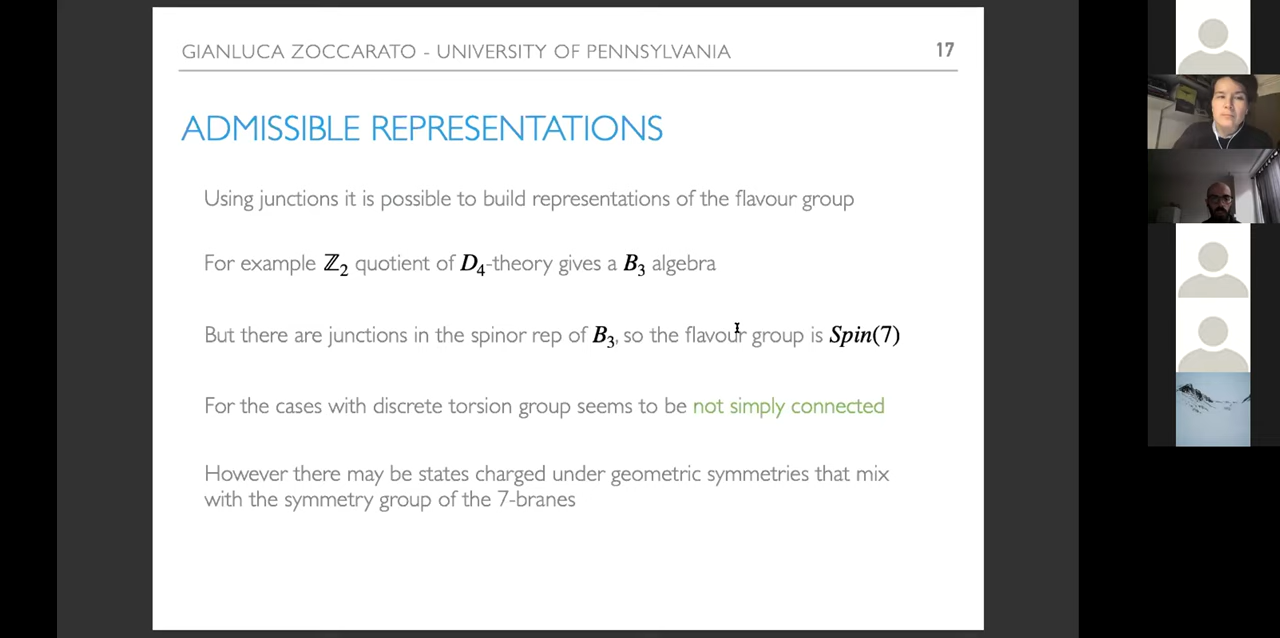 GIANLUCA ZOCCARATO - UNIVERSITY OF PENNSYLVANIA 17
ADMISSIBLE REPRESENTATIONS
Using junctions it is possible to build representations of the flavour group
For example ℤ₂ quotient of D₄-theory gives a B₃ algebra
But there are junctions in the spinor rep of B₃, so the flavour group is Spin(7)
For the cases with discrete torsion group seems to be not simply connected
However there may be states charged under geometric symmetries that mix
with the symmetry group of the 7-branes